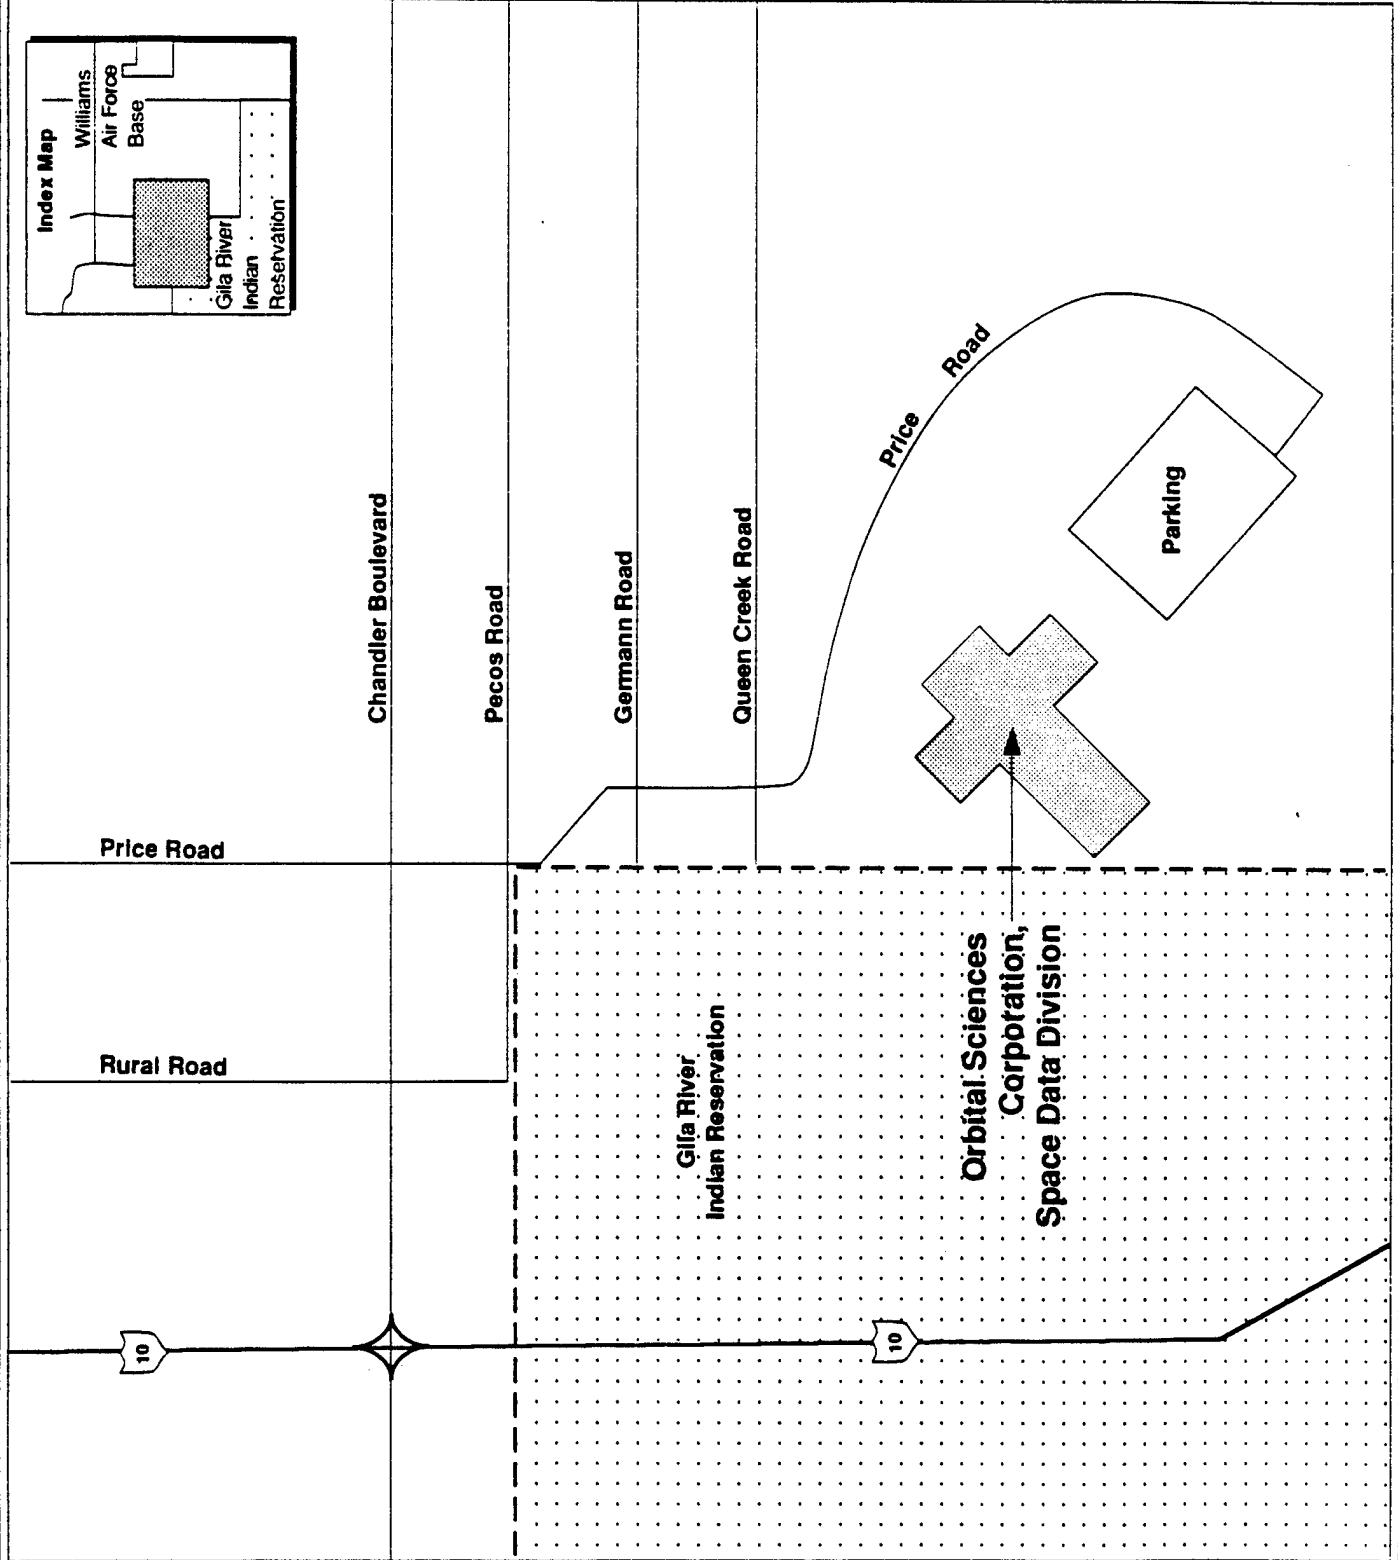 Index Map
Williams
Air Force
Base
Gila River
Indian
Reservation
Chandler Boulevard
Pecos Road
Germann Road
Queen Creek Road
Price Road
Parking
Price Road
Rural Road
Gila River
Indian Reservation
Orbital Sciences
Corporation,
Space Data Division
10
10